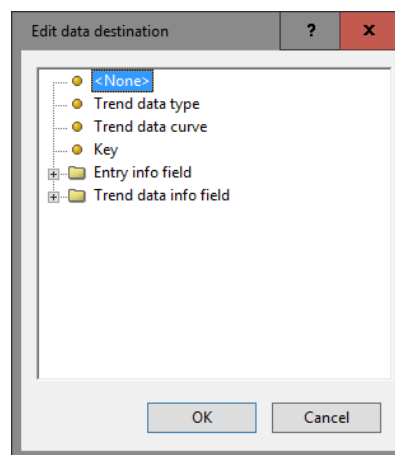 Edit data destination ? x
<None>
Trend data type
Trend data curve
Key
Entry info field
Trend data info field
OK Cancel